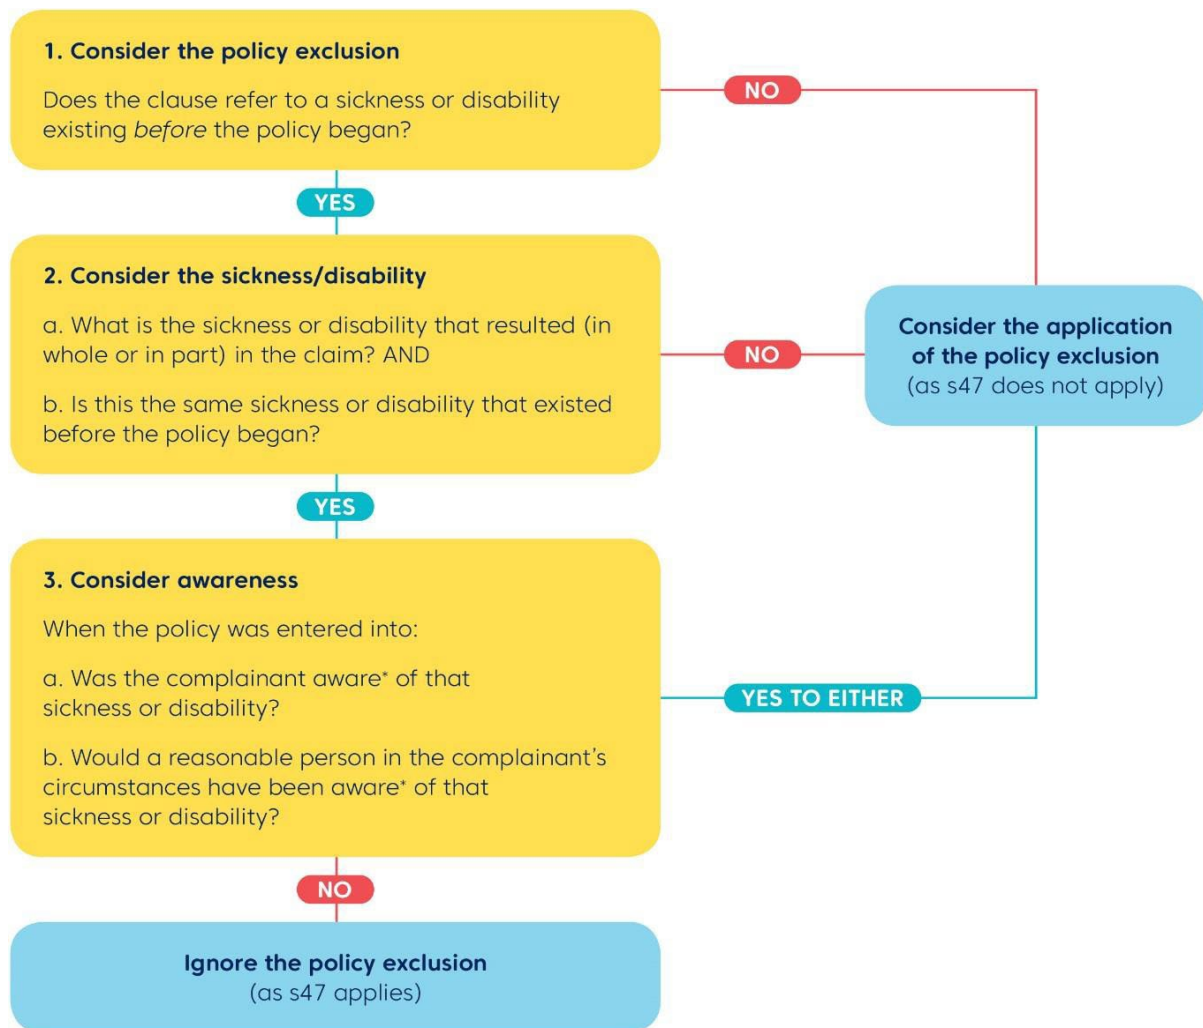 1. Consider the policy exclusion
Does the clause refer to a sickness or disability
existing before the policy began?
NO
YES
2. Consider the sickness/disability
a. What is the sickness or disability that resulted (in
whole or in part) in the claim? AND
b. Is this the same sickness or disability that existed
before the policy began?
NO
Consider the application
of the policy exclusion
(as s47 does not apply)
YES
3. Consider awareness
When the policy was entered into:
a. Was the complainant aware* of that
sickness or disability?
YES TO EITHER
b. Would a reasonable person in the complainant's
circumstances have been aware* of that
sickness or disability?
NO
Ignore the policy exclusion
(as s47 applies)